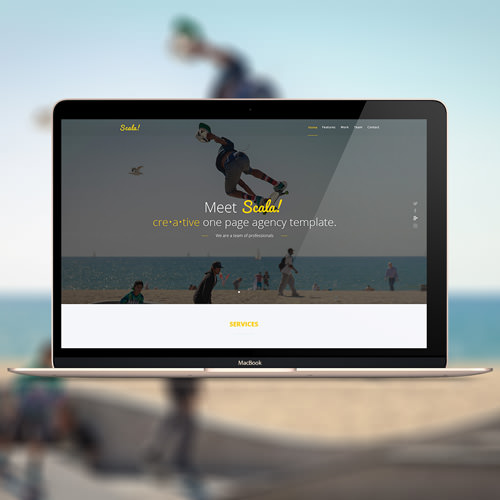 Scala!
Home Features Work Team Contact
Meet Scala!
cre•a•tive one page agency template.
We are a team of professionals
SERVICES
MacBook